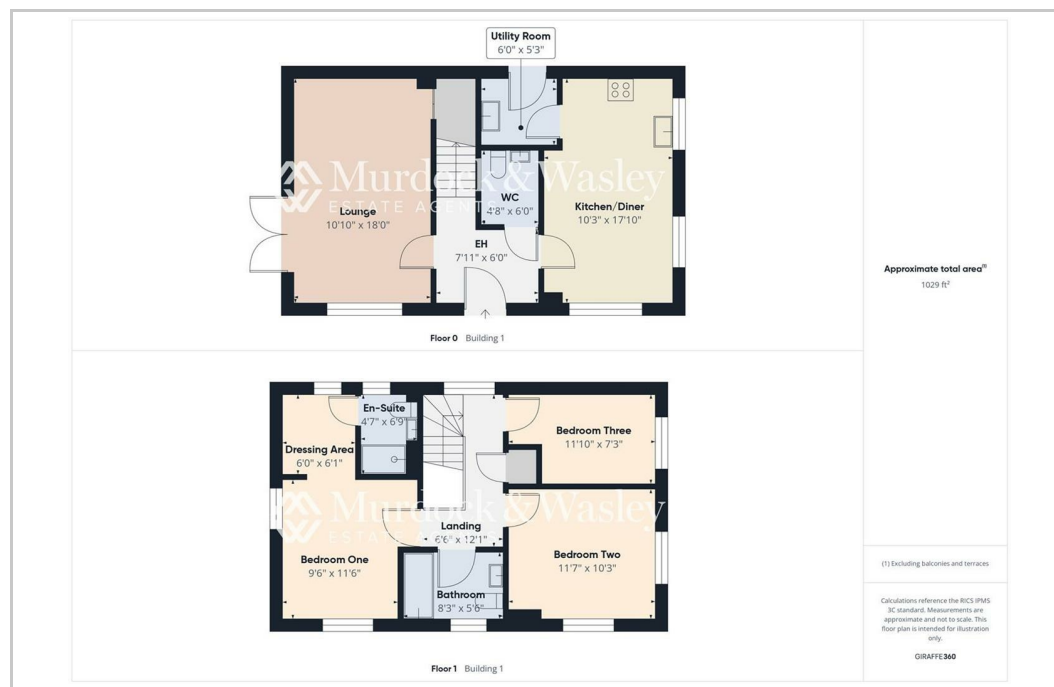 Utility Room
6'0" x 5'3"
Murdock & Wasley
ESTATE AGENTS
WC
4'8" x 6'0"
Kitchen/Diner
10'3" x 17'10"
Lounge
10'10" x 18'0"
EH
7'11" x 6'0"
Floor 0 Building 1
Approximate total area(1)
1029 ft²
En-Suite
4'7" x 6'9"
Dressing Area
6'0" x 6'1"
Bedroom Three
11'10" x 7'3"
Murdock & Wasley
ESTATE AGENTS
Landing
6'6" x 12'1"
Bedroom One
9'6" x 11'6"
Bedroom Two
11'7" x 10'3"
Bathroom
8'3" x 5'6"
Floor 1 Building 1
(1) Excluding balconies and terraces
Calculations reference the RICS IPMS
3C standard. Measurements are
approximate and not to scale. This
floor plan is intended for illustration
only.
GIRAFFE360